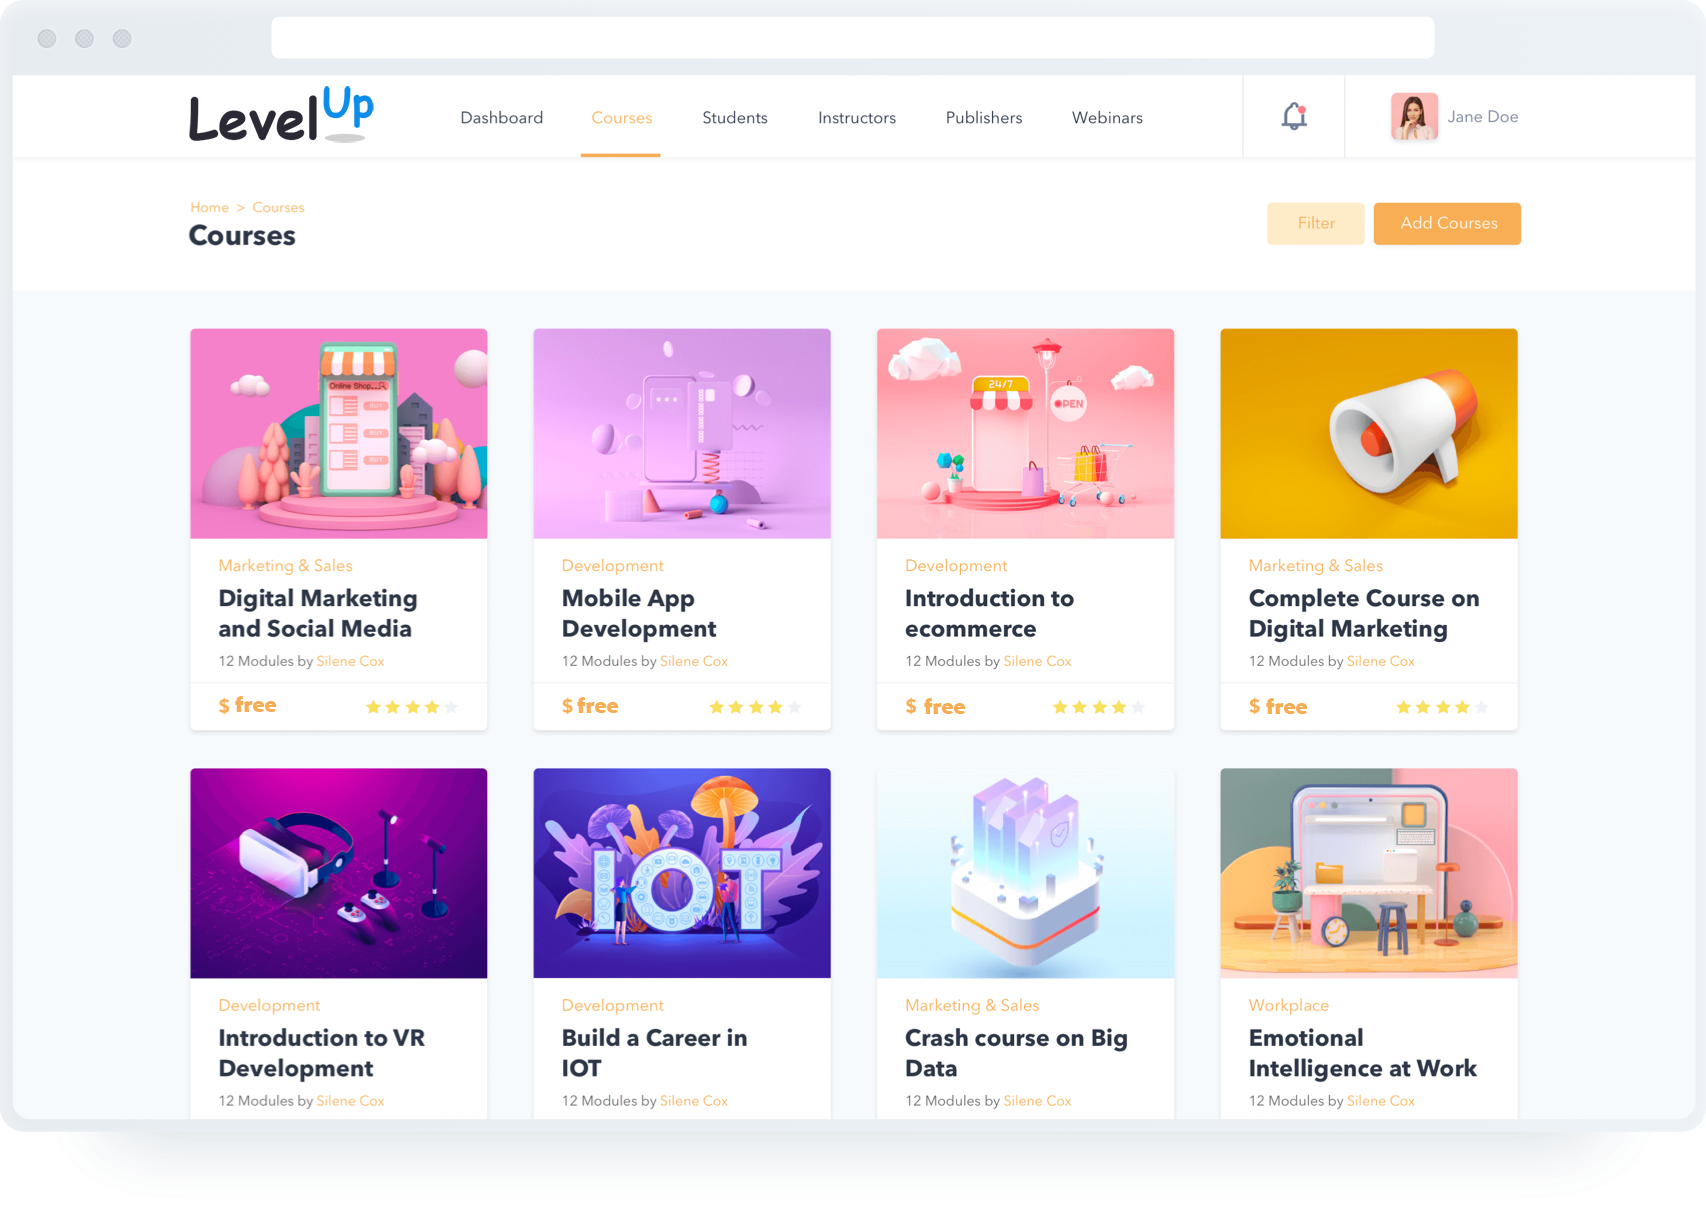 LevelUp
Dashboard
Courses
Students
Instructors
Publishers
Webinars
Jane Doe
Home > Courses
Courses
Filter
Add Courses
Online Shop...
BUY
BUY
BUY
24/7
OPEN
Marketing & Sales
Digital Marketing
and Social Media
12 Modules by Silene Cox
$ free
Development
Mobile App
Development
12 Modules by Silene Cox
$ free
Development
Introduction to
ecommerce
12 Modules by Silene Cox
$ free
Marketing & Sales
Complete Course on
Digital Marketing
12 Modules by Silene Cox
$ free
IOT
Development
Introduction to VR
Development
12 Modules by Silene Cox
Development
Build a Career in
IOT
12 Modules by Silene Cox
Marketing & Sales
Crash course on Big
Data
12 Modules by Silene Cox
Workplace
Emotional
Intelligence at Work
12 Modules by Silene Cox